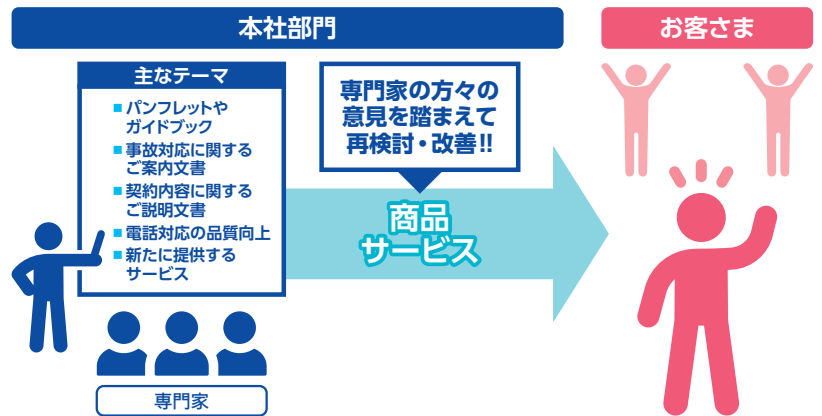 本社部門
お客さま
主なテーマ
■パンフレットや
ガイドブック
■事故対応に関する
ご案内文書
■契約内容に関する
ご説明文書
■電話対応の品質向上
■新たに提供する
サービス
専門家の方々の
意見を踏まえて
再検討・改善!!
商品
サービス
専門家